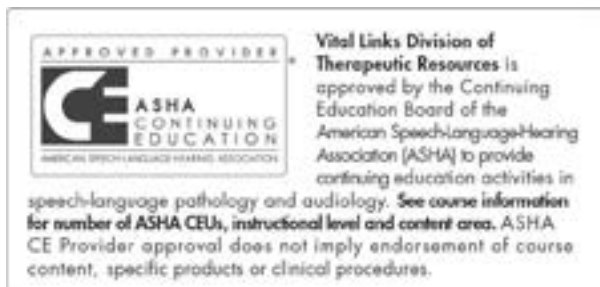 APPROVED PROVIDER
CE
ASHA
CONTINUING
EDUCATION
AMERICAN SPEECH-LANGUAGE-HEARING ASSOCIATION
®
Vital Links Division of
Therapeutic Resources is
approved by the Continuing
Education Board of the
American Speech-Language-Hearing
Association (ASHA) to provide
continuing education activities in
speech-language pathology and audiology. See course information
for number of ASHA CEUs, instructional level and content area. ASHA
CE Provider approval does not imply endorsement of course
content, specific products or clinical procedures.